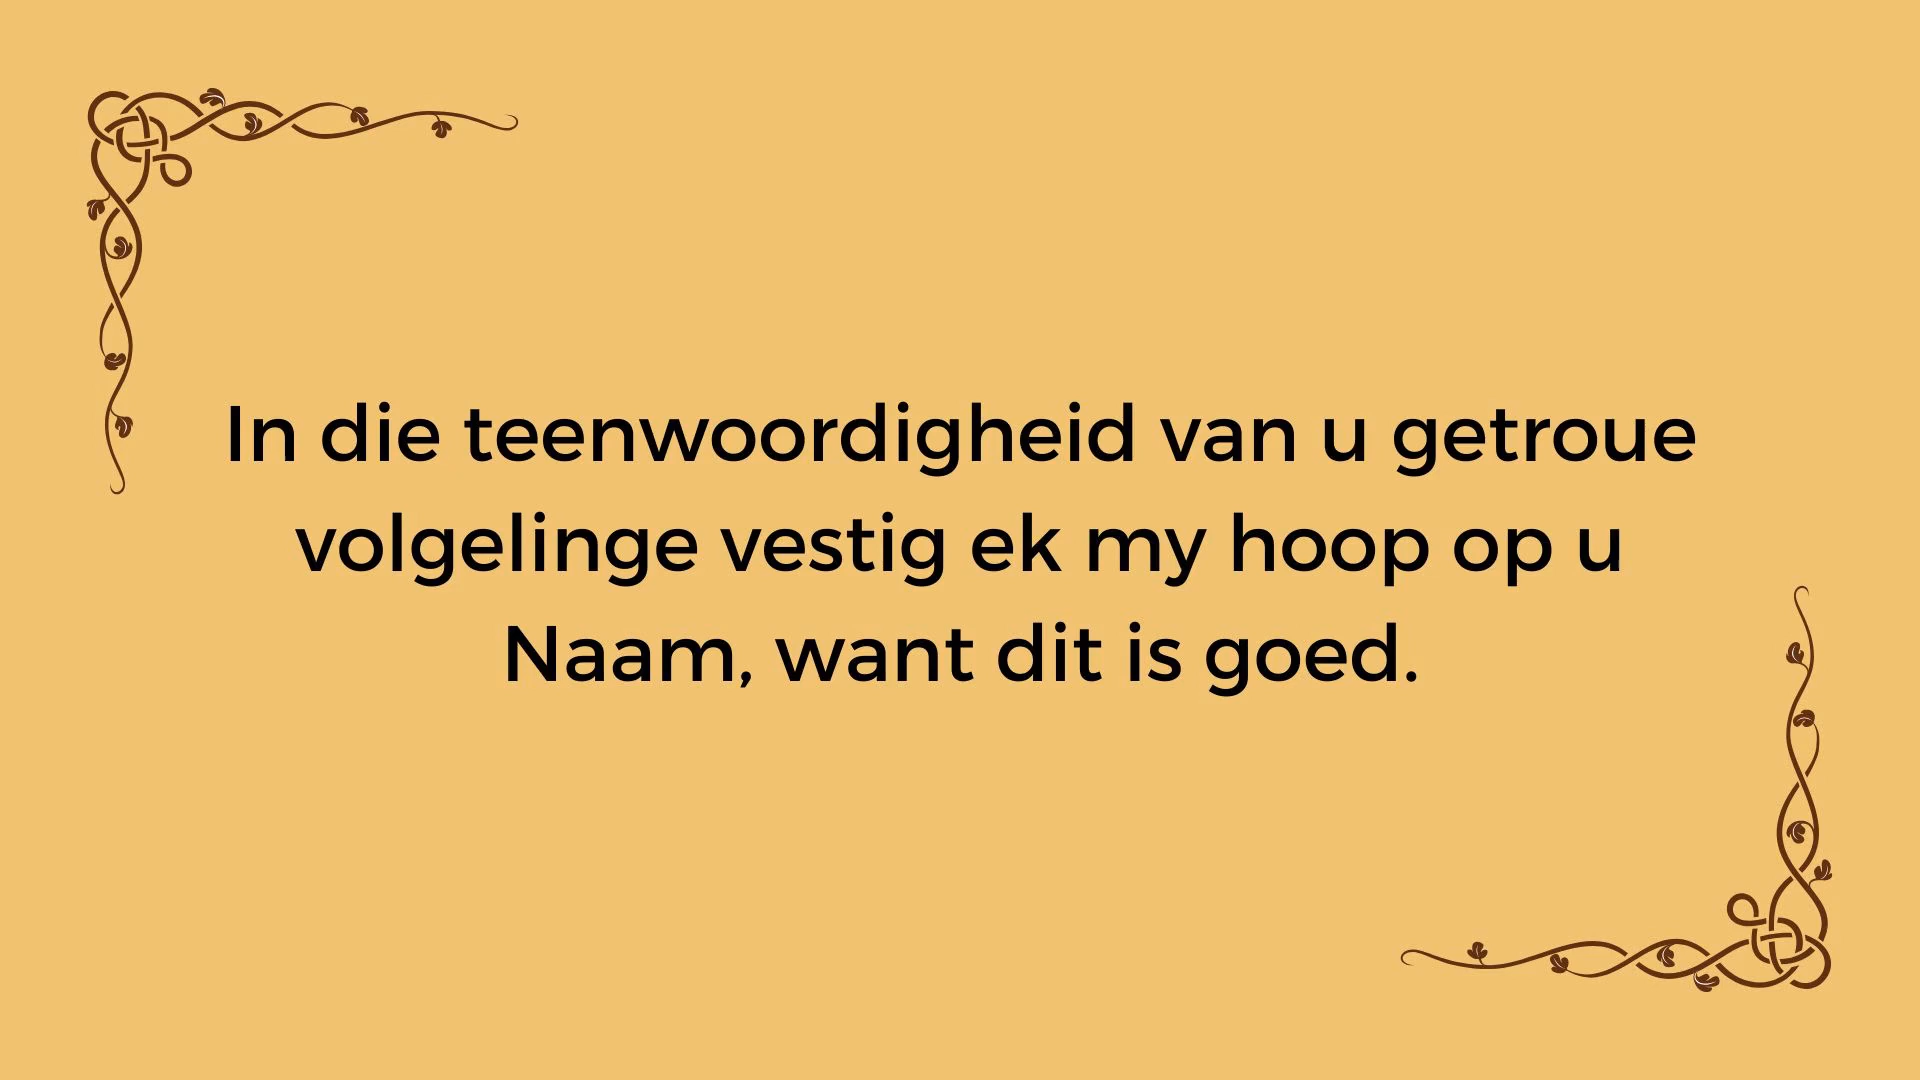 In die teenwoordigheid van u getroue
volgelinge vestig ek my hoop op u
Naam, want dit is goed.